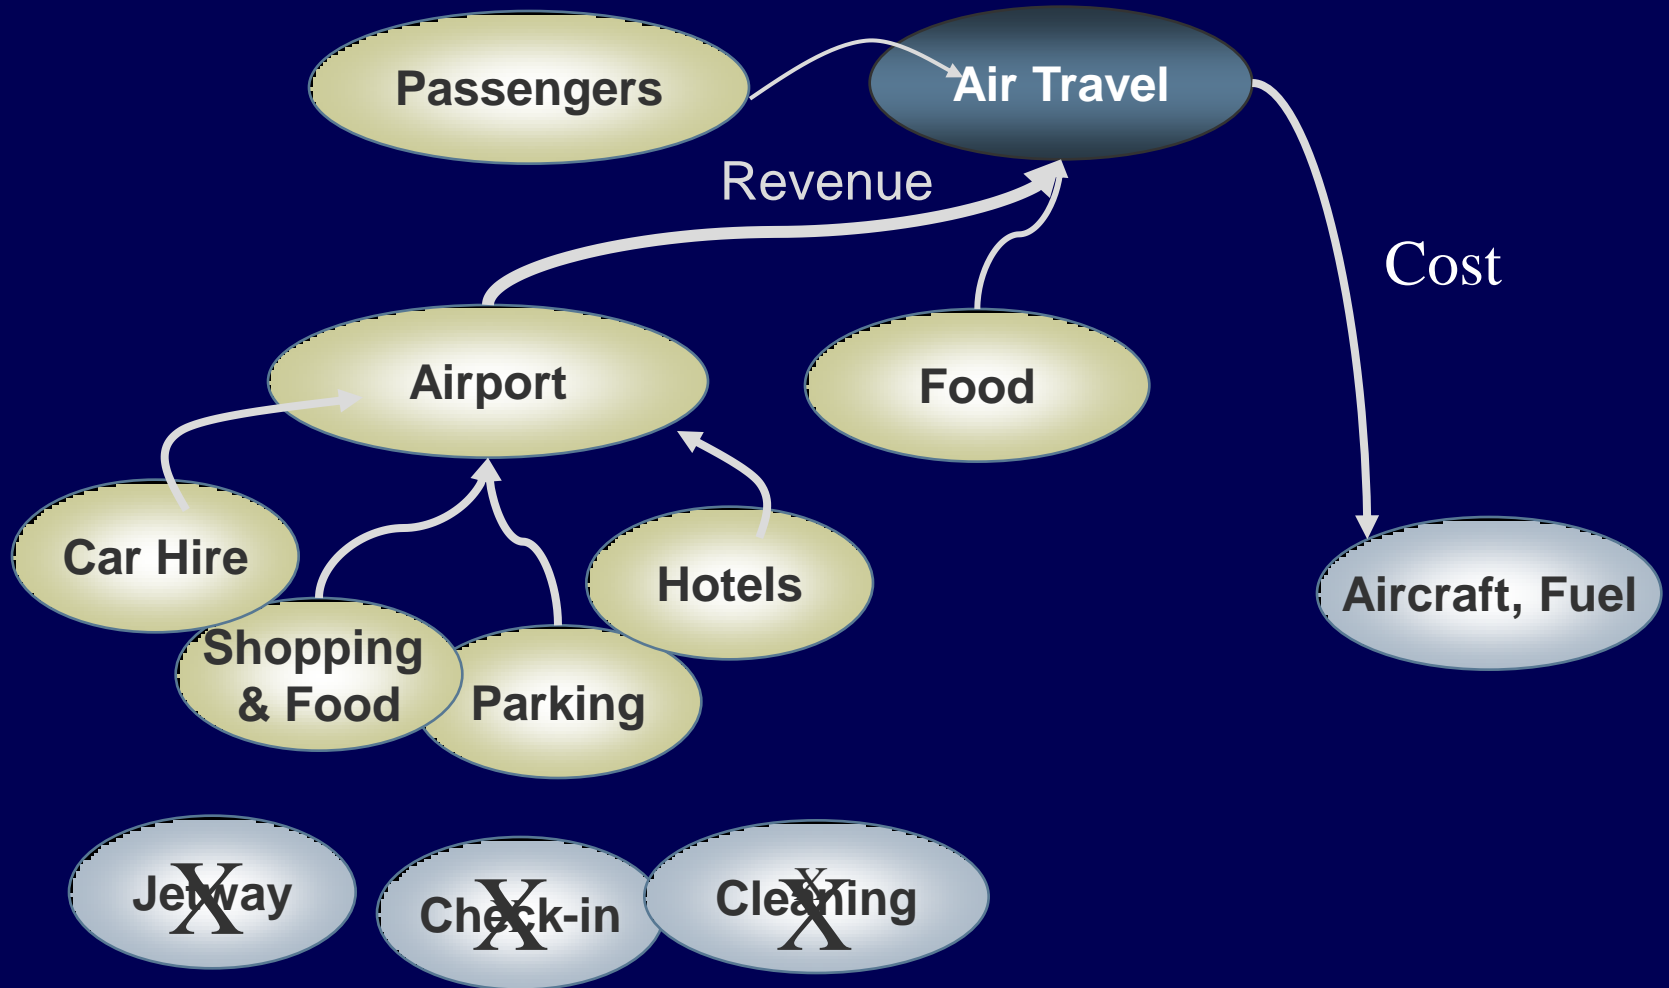 Passengers
Air Travel
Revenue
Cost
Airport
Food
Car Hire
Hotels
Aircraft, Fuel
Shopping
& Food
Parking
Jetway
X
Check-in
X
x
Cleaning
X
x